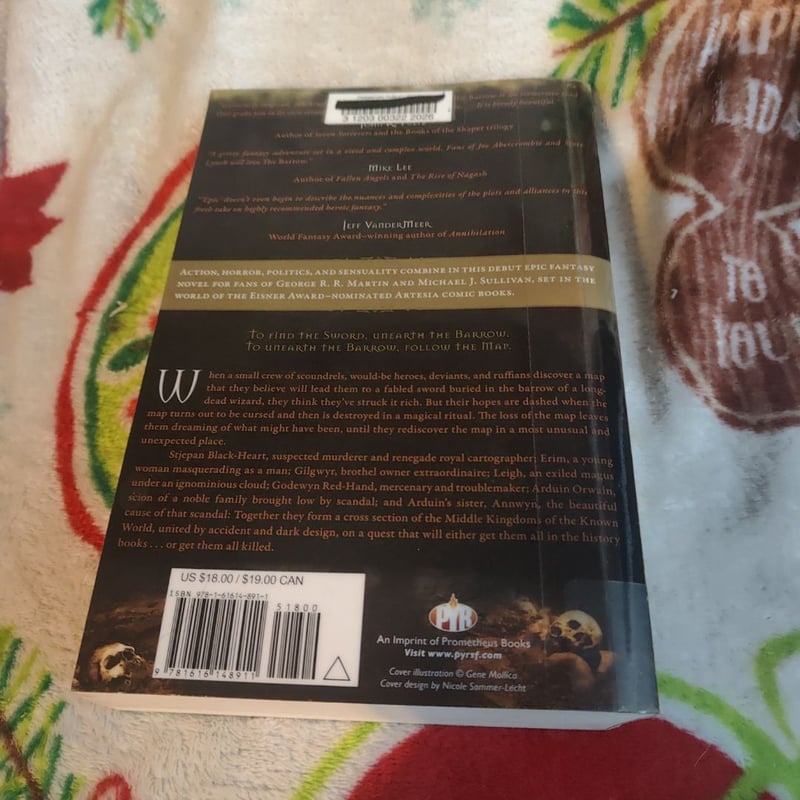 It is bloody beautiful
3 1203 00322 2026
Author of Seven Sorcerers and the Books of the Shaper trilogy
"A gritty fantasy adventure set in a vivid and complex world. Fans of Joe Abercrombie and Scott
Lynch will love The Barrow."
Mike Lee
Author of Fallen Angels and The Rise of Nagash
"'Epic' doesn't even begin to describe the nuances and complexities of the plots and alliances in this
fresh take on highly recommended heroic fantasy."
Jeff VanderMeer
World Fantasy Award–winning author of Annihilation
Action, horror, politics, and sensuality combine in this debut epic fantasy
novel for fans of George R. R. Martin and Michael J. Sullivan, set in the
world of the Eisner Award–nominated Artesia comic books.
To find the Sword, unearth the Barrow.
To unearth the Barrow, follow the Map.
When a small crew of scoundrels, would-be heroes, deviants, and ruffians discover a map
that they believe will lead them to a fabled sword buried in the barrow of a long-
dead wizard, they think they've struck it rich. But their hopes are dashed when the
map turns out to be cursed and then is destroyed in a magical ritual. The loss of the map leaves
them dreaming of what might have been, until they rediscover the map in a most unusual and
unexpected place.
Stjepan Black-Heart, suspected murderer and renegade royal cartographer; Erim, a young
woman masquerading as a man; Gilgwyr, brothel owner extraordinaire; Leigh, an exiled magus
under an ignominious cloud; Godewyn Red-Hand, mercenary and troublemaker; Arduin Orwain,
scion of a noble family brought low by scandal; and Arduin's sister, Annwyn, the beautiful
cause of that scandal: Together they form a cross section of the Middle Kingdoms of the Known
World, united by accident and dark design, on a quest that will either get them all in the history
books . . . or get them all killed.
US $18.00 / $19.00 CAN
ISBN 978-1-61614-891-1
51800
9 781616 148911
PYR
An Imprint of Prometheus Books
Visit www.pyrsf.com
Cover illustration © Gene Mollica
Cover design by Nicole Sommer-Lecht
TO
YOU